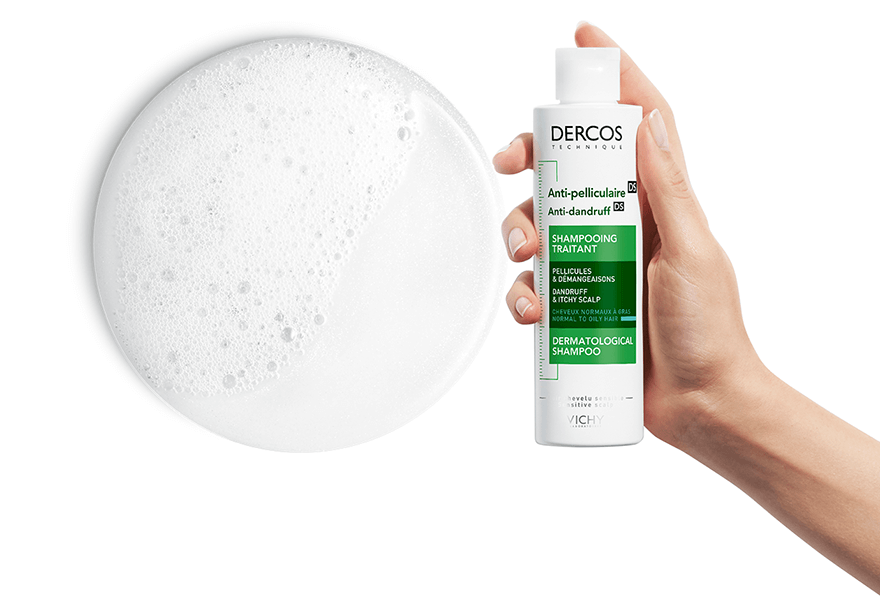 DERCOS
TECHNIQUE
Anti-pelliculaire DS
Anti-dandruff DS
SHAMPOOING
TRAITANT
PELLICULES
& DÉMANGEAISONS
DANDRUFF
& ITCHY SCALP
CHEVEUX NORMAUX À GRAS
NORMAL TO OILY HAIR
DERMATOLOGICAL
SHAMPOO
VICHY